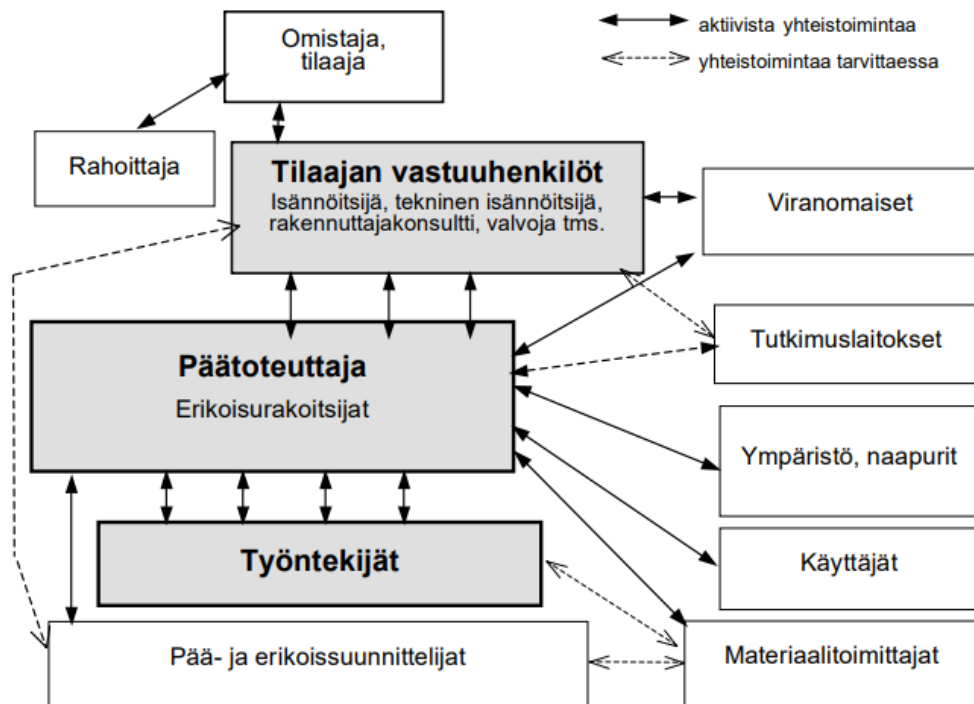 Omistaja,
tilaaja
aktiivista yhteistoimintaa
yhteistoimintaa tarvittaessa
Rahoittaja
Tilaajan vastuuhenkilöt
Isännöitsijä, tekninen isännöitsijä,
rakennuttajakonsultti, valvoja tms.
Viranomaiset
Tutkimuslaitokset
Päätoteuttaja
Erikoisurakoitsijat
Ympäristö, naapurit
Työntekijät
Käyttäjät
Pää- ja erikoissuunnittelijat
Materiaalitoimittajat